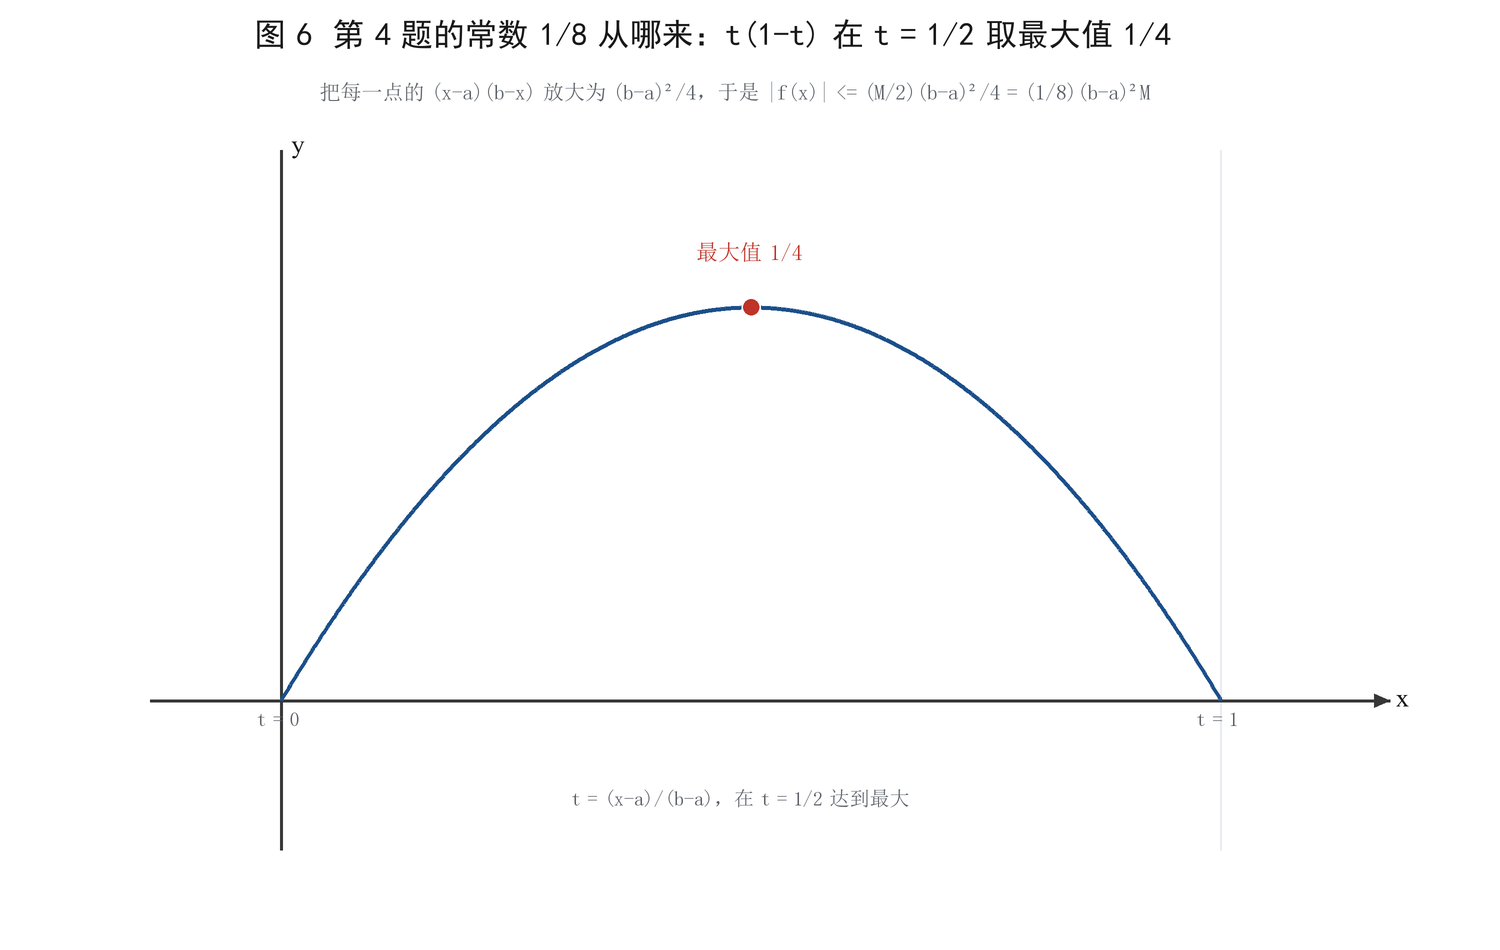 图 6  第 4 题的常数 1/8 从哪来：t(1-t) 在 t = 1/2 取最大值 1/4
把每一点的 (x-a)(b-x) 放大为 (b-a)²/4，于是 |f(x)| <= (M/2)(b-a)²/4 = (1/8)(b-a)²M
y
最大值 1/4
x
t = 0
t = 1
t = (x-a)/(b-a)，在 t = 1/2 达到最大